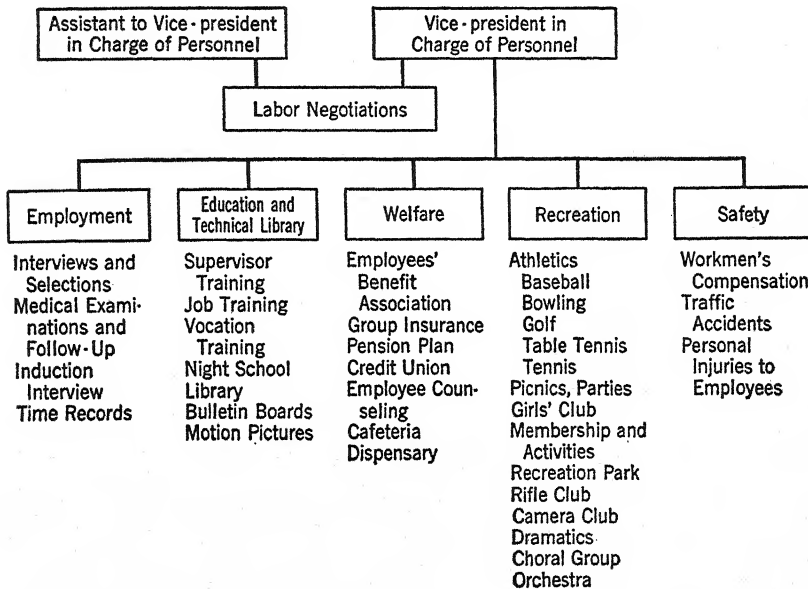 Assistant to Vice-president
in Charge of Personnel
Vice-president in
Charge of Personnel
Labor Negotiations
Employment
Interviews and
Selections
Medical Exami-
nations and
Follow-Up
Induction
Interview
Time Records
Education and
Technical Library
Supervisor
Training
Job Training
Vocation
Training
Night School
Library
Bulletin Boards
Motion Pictures
Welfare
Employees'
Benefit
Association
Group Insurance
Pension Plan
Credit Union
Employee Coun-
seling
Cafeteria
Dispensary
Recreation
Athletics
Baseball
Bowling
Golf
Table Tennis
Tennis
Picnics, Parties
Girls' Club
Membership and
Activities
Recreation Park
Rifle Club
Camera Club
Dramatics
Choral Group
Orchestra
Safety
Workmen's
Compensation
Traffic
Accidents
Personal
Injuries to
Employees